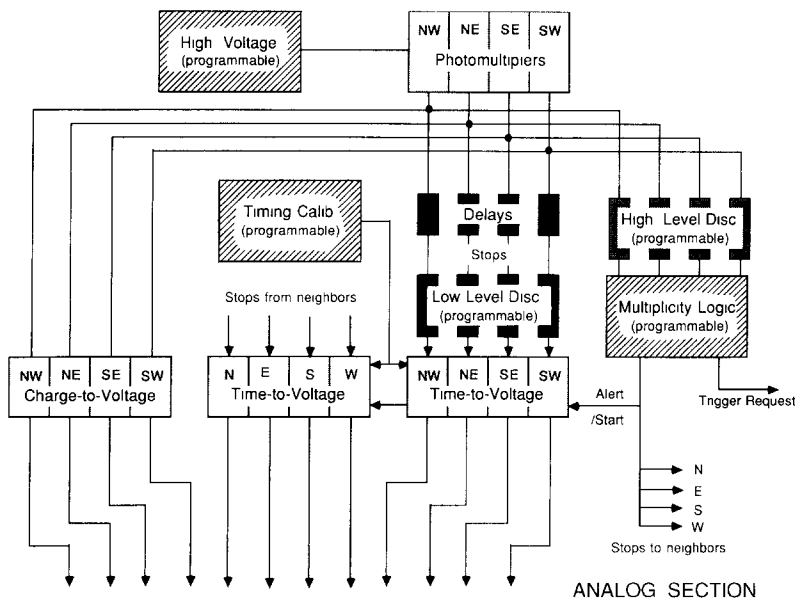 High Voltage
(programmable)
NW NE SE SW
Photomultipliers
Timing Calib
(programmable)
Delays
Stops
High Level Disc
(programmable)
Low Level Disc
(programmable)
Multiplicity Logic
(programmable)
Stops from neighbors
NW NE SE SW
Charge-to-Voltage
N E S W
Time-to-Voltage
NW NE SE SW
Time-to-Voltage
Alert
/Start
Trigger Request
N
E
S
W
Stops to neighbors
ANALOG SECTION